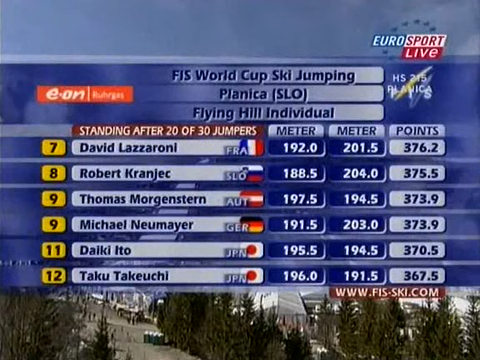 EUROSPORT
LIVE
FIS World Cup Ski Jumping
HS 215
e·on Ruhrgas
Planica (SLO)
PLANICA
Flying Hill Individual
STANDING AFTER 20 OF 30 JUMPERS METER METER POINTS
7 David Lazzaroni FRA 192.0 201.5 376.2
8 Robert Kranjec SLO 188.5 204.0 375.5
9 Thomas Morgenstern AUT 197.5 194.5 373.9
9 Michael Neumayer GER 191.5 203.0 373.9
11 Daiki Ito JPN 195.5 194.5 370.5
12 Taku Takeuchi JPN 196.0 191.5 367.5
WWW.FIS-SKI.COM